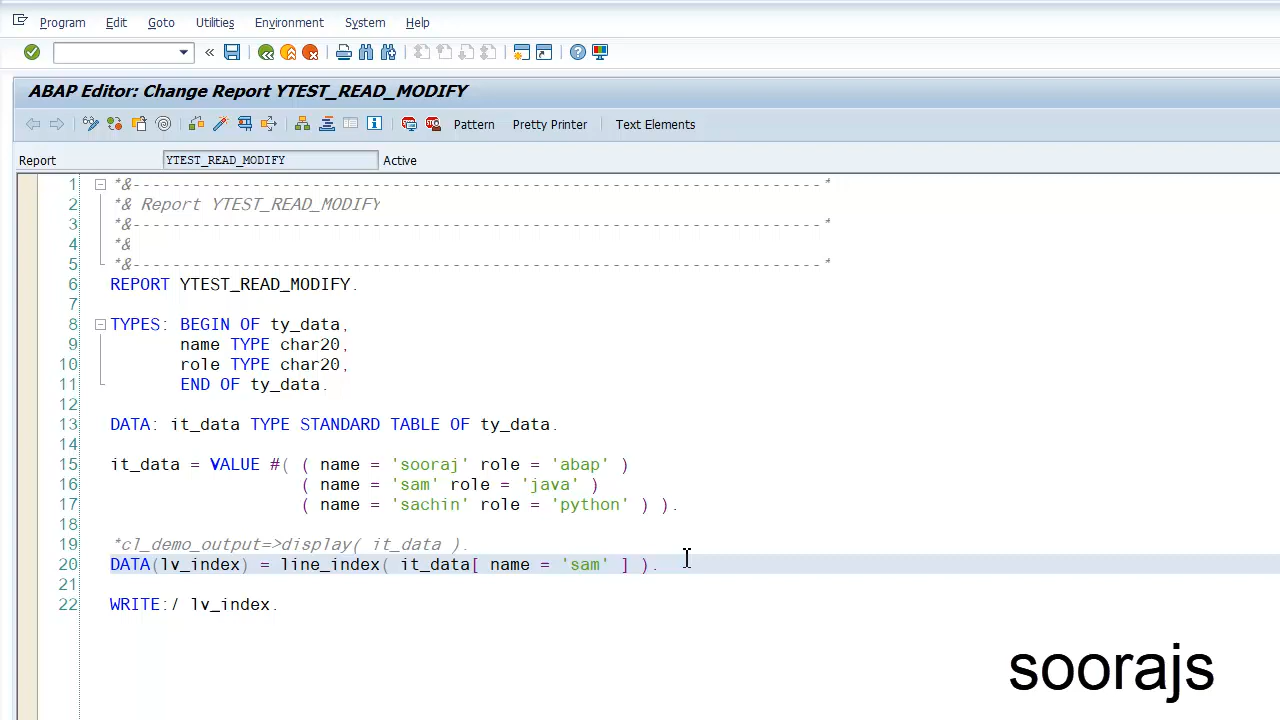 Program Edit Goto Utilities Environment System Help
ABAP Editor: Change Report YTEST_READ_MODIFY
Pattern Pretty Printer Text Elements
Report YTEST_READ_MODIFY Active
1 *&---------------------------------------------------------------------*
2 *& Report YTEST_READ_MODIFY
3 *&---------------------------------------------------------------------*
4 *&
5 *&---------------------------------------------------------------------*
6 REPORT YTEST_READ_MODIFY.
7
8 TYPES: BEGIN OF ty_data,
9 name TYPE char20,
10 role TYPE char20,
11 END OF ty_data.
12
13 DATA: it_data TYPE STANDARD TABLE OF ty_data.
14
15 it_data = VALUE #( ( name = 'sooraj' role = 'abap' )
16 ( name = 'sam' role = 'java' )
17 ( name = 'sachin' role = 'python' ) ).
18
19 *cl_demo_output=>display( it_data ).
20 DATA(lv_index) = line_index( it_data[ name = 'sam' ] ).
21
22 WRITE:/ lv_index.
soorajs